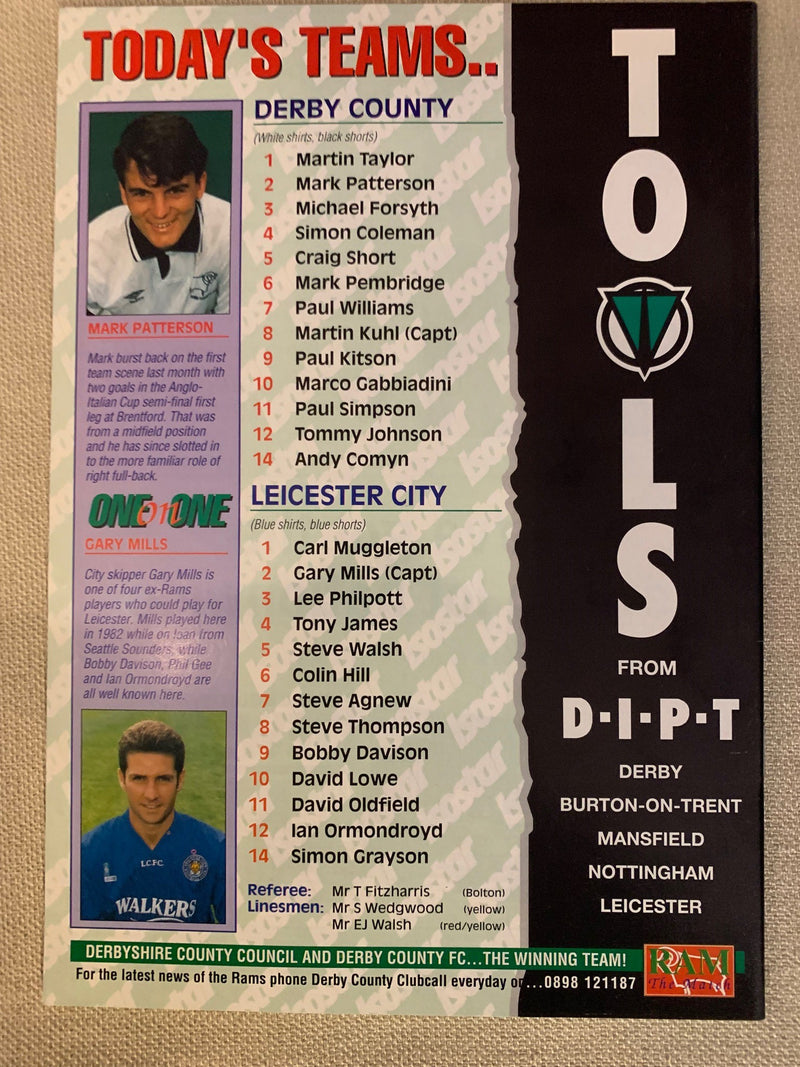 TODAY'S TEAMS..
MARK PATTERSON
Mark burst back on the first
team scene last month with
two goals in the Anglo-
Italian Cup semi-final first
leg at Brentford. That was
from a midfield position
and he has since slotted in
to the more familiar role of
right full-back.
ONE on ONE
GARY MILLS
City skipper Gary Mills is
one of four ex-Rams
players who could play for
Leicester. Mills played here
in 1982 while on loan from
Seattle Sounders, while
Bobby Davison, Phil Gee
and Ian Ormondroyd are
all well known here.
L.C.F.C.
WALKERS
DERBY COUNTY
(White shirts, black shorts)
1 Martin Taylor
2 Mark Patterson
3 Michael Forsyth
4 Simon Coleman
5 Craig Short
6 Mark Pembridge
7 Paul Williams
8 Martin Kuhl (Capt)
9 Paul Kitson
10 Marco Gabbiadini
11 Paul Simpson
12 Tommy Johnson
14 Andy Comyn
LEICESTER CITY
(Blue shirts, blue shorts)
1 Carl Muggleton
2 Gary Mills (Capt)
3 Lee Philpott
4 Tony James
5 Steve Walsh
6 Colin Hill
7 Steve Agnew
8 Steve Thompson
9 Bobby Davison
10 David Lowe
11 David Oldfield
12 Ian Ormondroyd
14 Simon Grayson
Referee: Mr T Fitzharris (Bolton)
Linesmen: Mr S Wedgwood (yellow)
Mr EJ Walsh (red/yellow)
isostar
TOOLS
FROM
D·I·P·T
DERBY
BURTON-ON-TRENT
MANSFIELD
NOTTINGHAM
LEICESTER
DERBYSHIRE COUNTY COUNCIL AND DERBY COUNTY FC...THE WINNING TEAM!
For the latest news of the Rams phone Derby County Clubcall everyday on...0898 121187
RAM
The Match